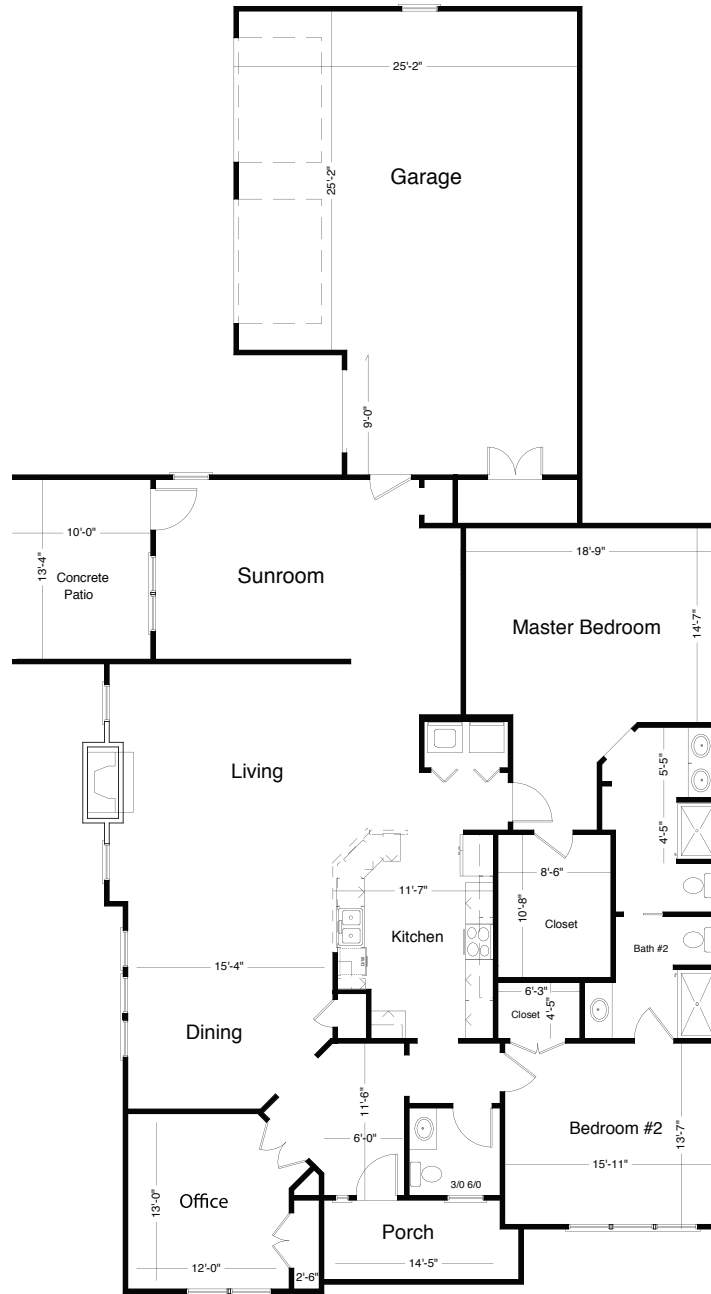 25'-2"
Garage
25'-2"
9'-0"
10'-0"
13'-4"
Concrete
Patio
Sunroom
18'-9"
Master Bedroom
14'-7"
Living
5'-5"
4'-5"
11'-7"
8'-6"
10'-8"
Kitchen
Closet
Bath #2
15'-4"
D/W
6'-3"
Closet
4'-5"
Dining
11'-6"
6'-0"
Bedroom #2
13'-7"
15'-11"
3/0 6/0
Office
13'-0"
12'-0"
2'-6"
Porch
14'-5"